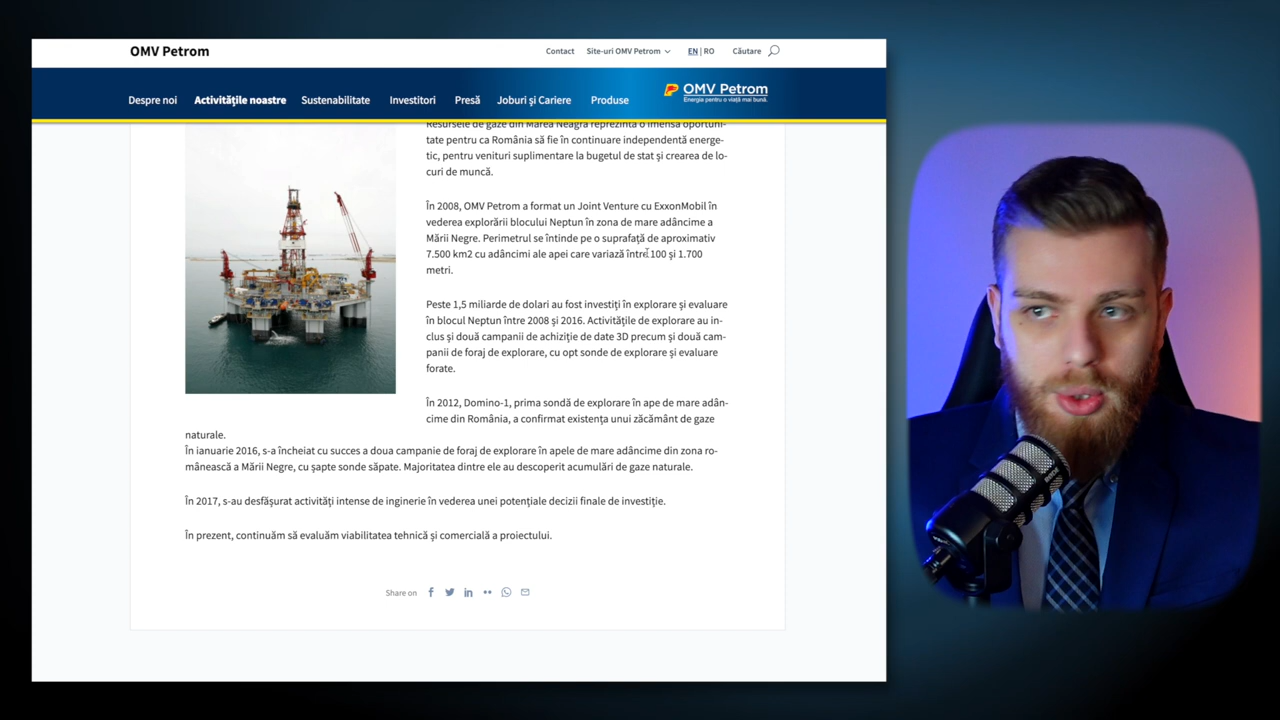 OMV Petrom
Contact
Site-uri OMV Petrom
EN | RO
Căutare
Despre noi
Activitățile noastre
Sustenabilitate
Investitori
Presă
Joburi și Cariere
Produse
OMV Petrom
Energia pentru o viață mai bună.
Resursele de gaze din Marea Neagră reprezintă o imensă oportuni-
tate pentru ca România să fie în continuare independentă energe-
tic, pentru venituri suplimentare la bugetul de stat și crearea de lo-
curi de muncă.
În 2008, OMV Petrom a format un Joint Venture cu ExxonMobil în
vederea explorării blocului Neptun în zona de mare adâncime a
Mării Negre. Perimetrul se întinde pe o suprafață de aproximativ
7.500 km2 cu adâncimi ale apei care variază între 100 și 1.700
metri.
Peste 1,5 miliarde de dolari au fost investiți în explorare și evaluare
în blocul Neptun între 2008 și 2016. Activitățile de explorare au in-
clus și două campanii de achiziție de date 3D precum și două cam-
panii de foraj de explorare, cu opt sonde de explorare și evaluare
forate.
În 2012, Domino-1, prima sondă de explorare în ape de mare adân-
cime din România, a confirmat existența unui zăcământ de gaze
naturale.
În ianuarie 2016, s-a încheiat cu succes a doua campanie de foraj de explorare în apele de mare adâncime din zona ro-
mânească a Mării Negre, cu șapte sonde săpate. Majoritatea dintre ele au descoperit acumulări de gaze naturale.
În 2017, s-au desfășurat activități intense de inginerie în vederea unei potențiale decizii finale de investiție.
În prezent, continuăm să evaluăm viabilitatea tehnică și comercială a proiectului.
Share on